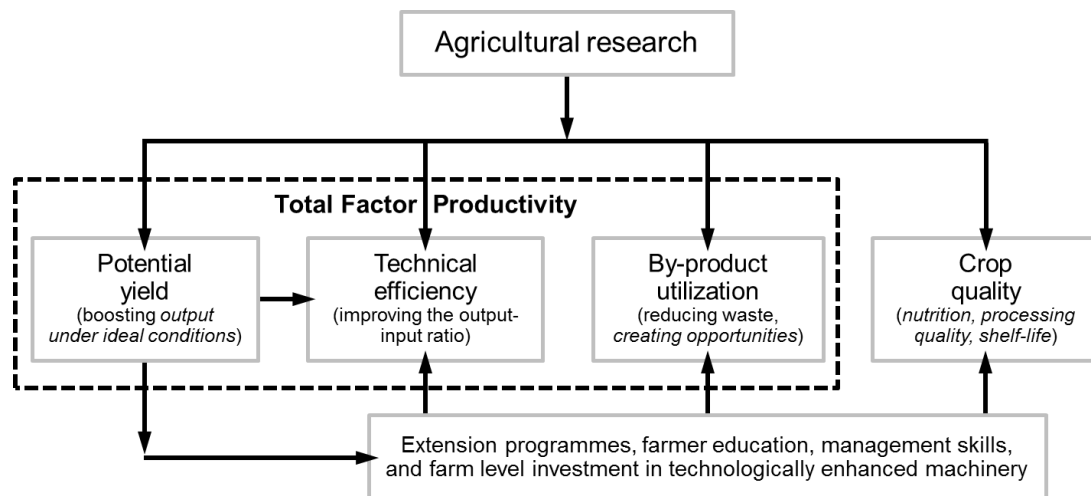 Agricultural research
Total Factor Productivity
Potential
yield
(boosting output
under ideal conditions)
Technical
efficiency
(improving the output-
input ratio)
By-product
utilization
(reducing waste,
creating opportunities)
Crop
quality
(nutrition, processing
quality, shelf-life)
Extension programmes, farmer education, management skills,
and farm level investment in technologically enhanced machinery